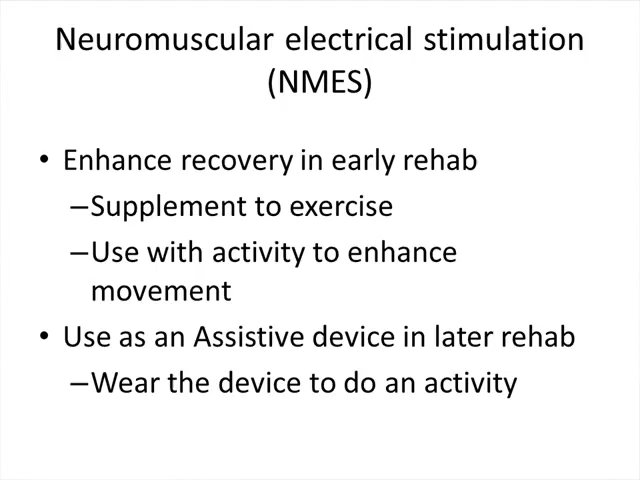 Neuromuscular electrical stimulation
(NMES)
• Enhance recovery in early rehab
–Supplement to exercise
–Use with activity to enhance
movement
• Use as an Assistive device in later rehab
–Wear the device to do an activity